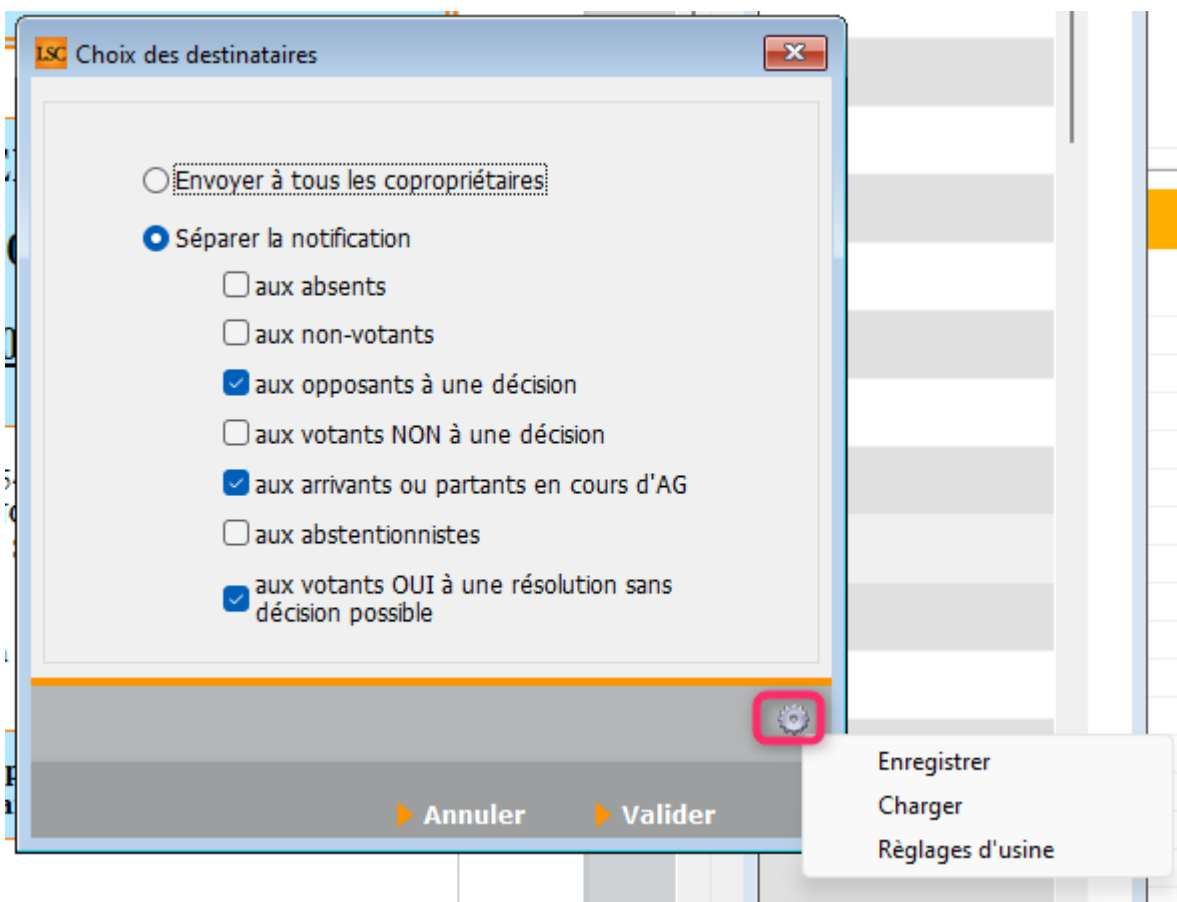 LSC Choix des destinataires
Envoyer à tous les copropriétaires
Séparer la notification
aux absents
aux non-votants
aux opposants à une décision
aux votants NON à une décision
aux arrivants ou partants en cours d'AG
aux abstentionnistes
aux votants OUI à une résolution sans
décision possible
Enregistrer
Charger
Règlages d'usine
Annuler
Valider